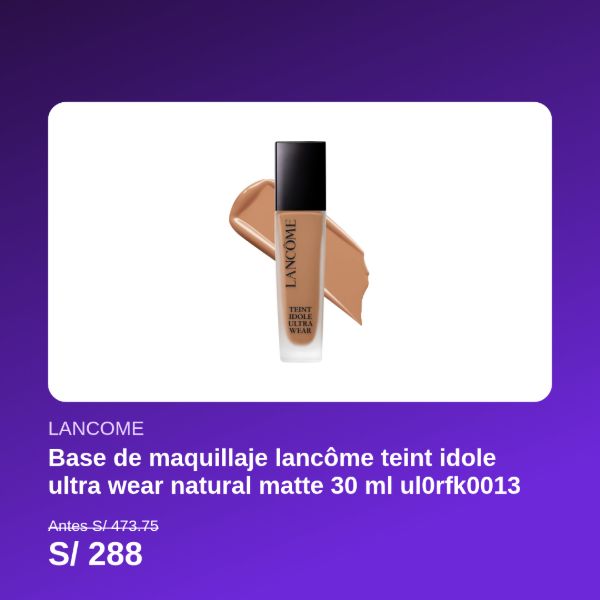 LANCÔME
TEINT
IDOLE
ULTRA
WEAR
LANCOME
Base de maquillaje lancôme teint idole
ultra wear natural matte 30 ml ul0rfk0013
Antes S/ 473.75
S/ 288